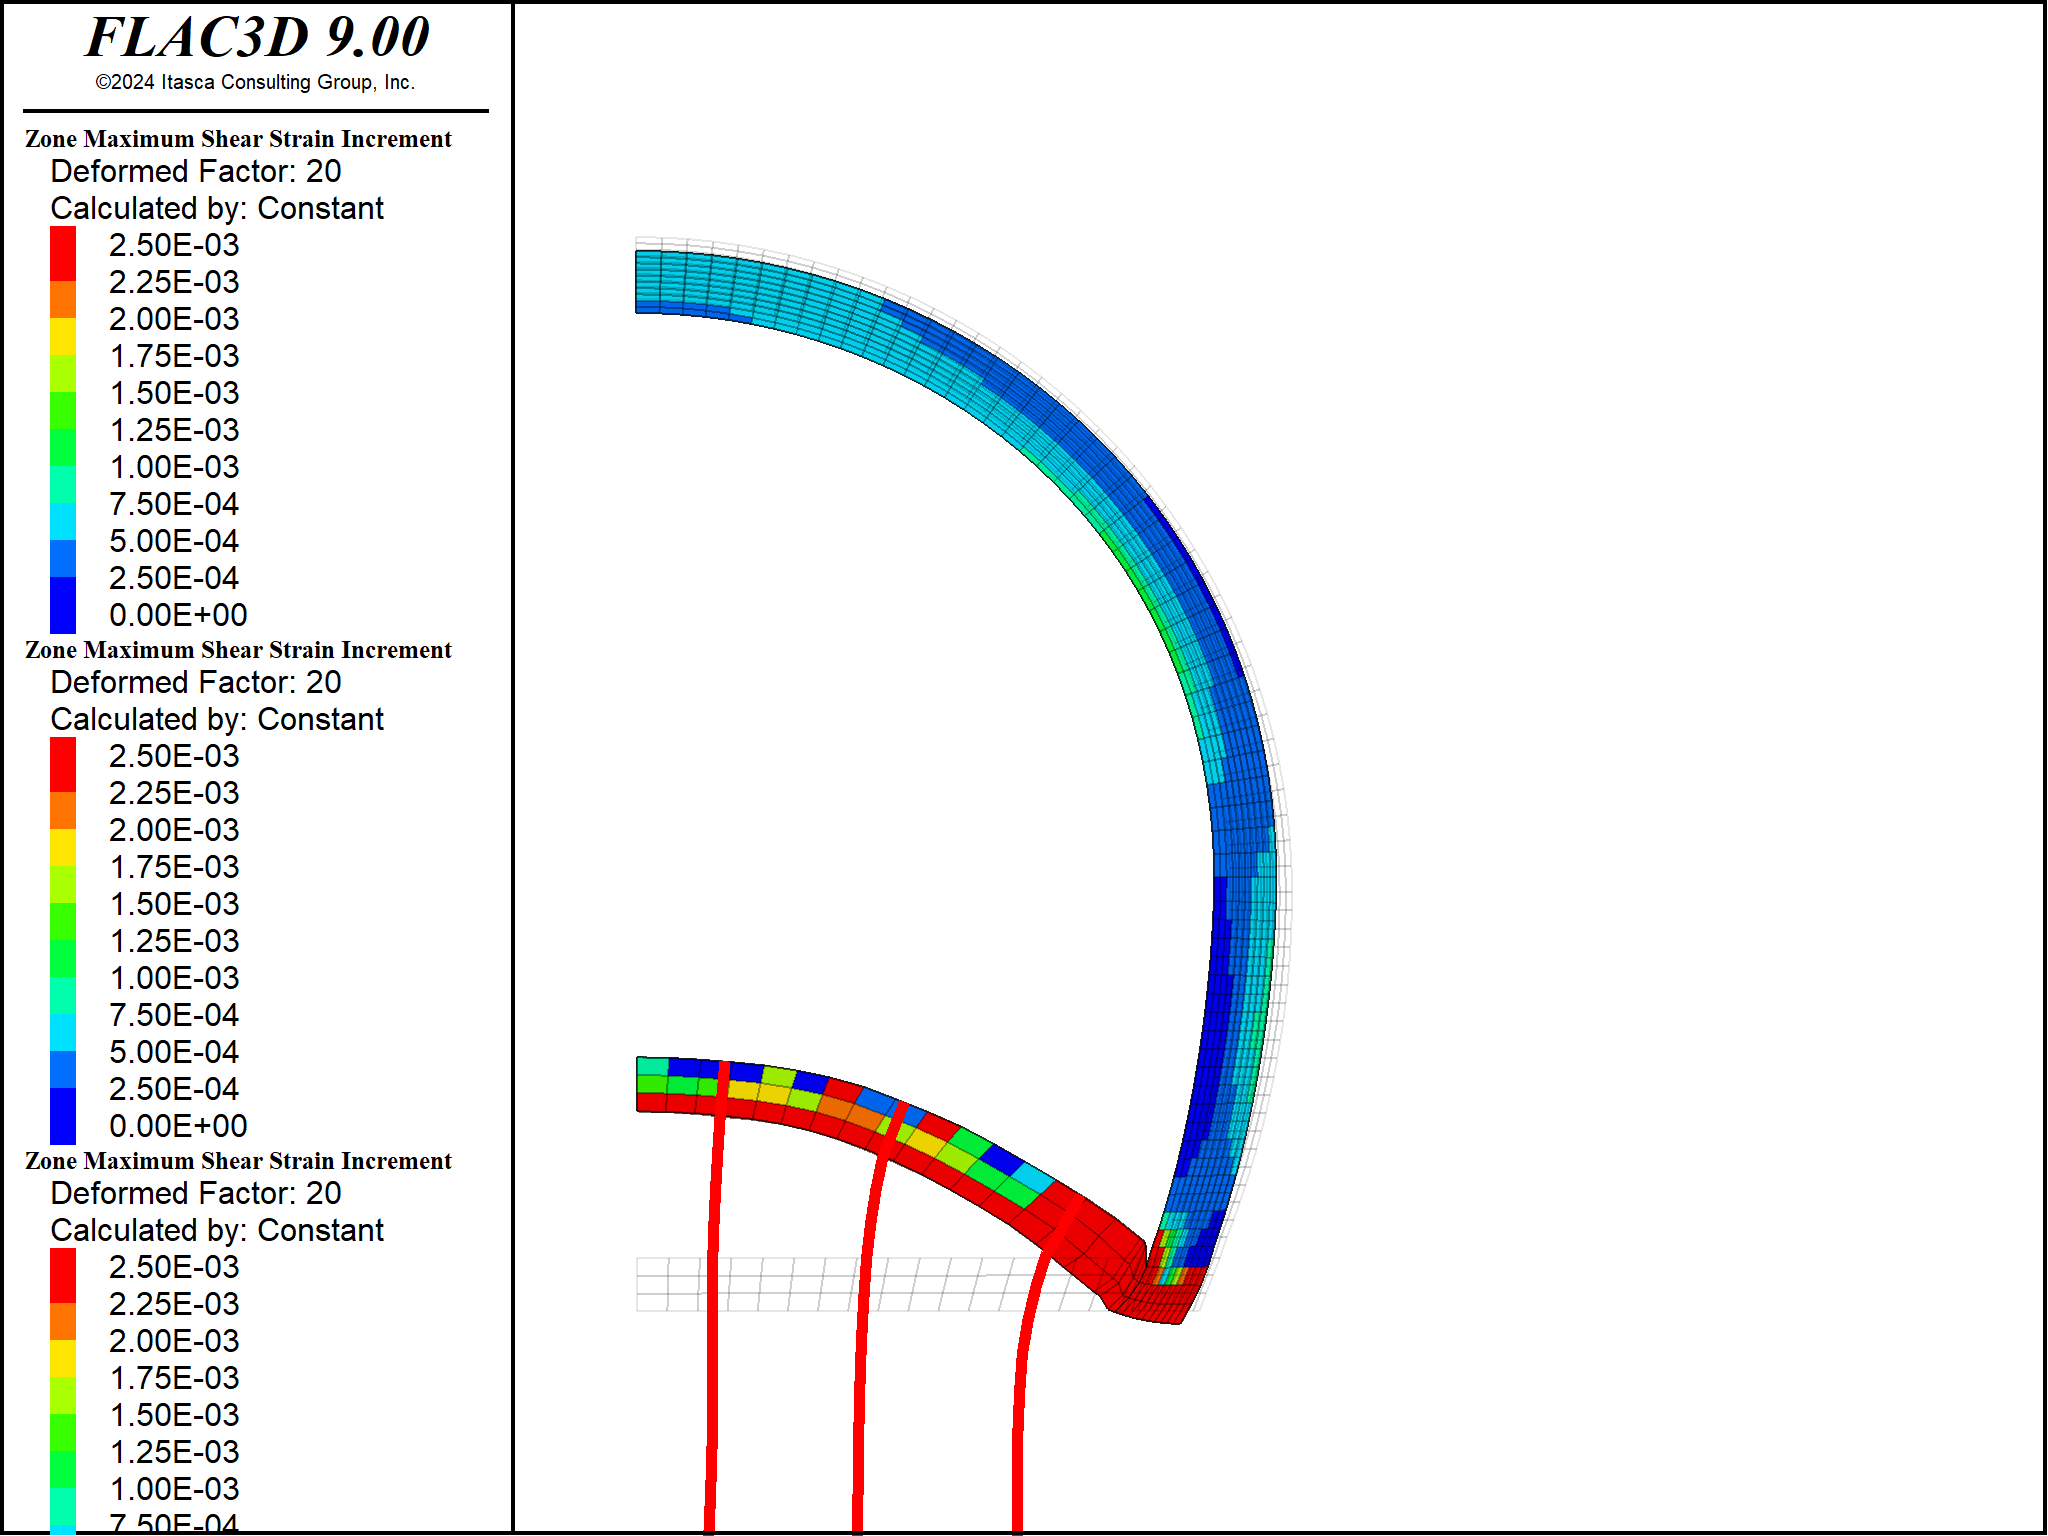 FLAC3D 9.00
©2024 Itasca Consulting Group, Inc.
Zone Maximum Shear Strain Increment
Deformed Factor: 20
Calculated by: Constant
2.50E-03
2.25E-03
2.00E-03
1.75E-03
1.50E-03
1.25E-03
1.00E-03
7.50E-04
5.00E-04
2.50E-04
0.00E+00
Zone Maximum Shear Strain Increment
Deformed Factor: 20
Calculated by: Constant
2.50E-03
2.25E-03
2.00E-03
1.75E-03
1.50E-03
1.25E-03
1.00E-03
7.50E-04
5.00E-04
2.50E-04
0.00E+00
Zone Maximum Shear Strain Increment
Deformed Factor: 20
Calculated by: Constant
2.50E-03
2.25E-03
2.00E-03
1.75E-03
1.50E-03
1.25E-03
1.00E-03
7.50E-04